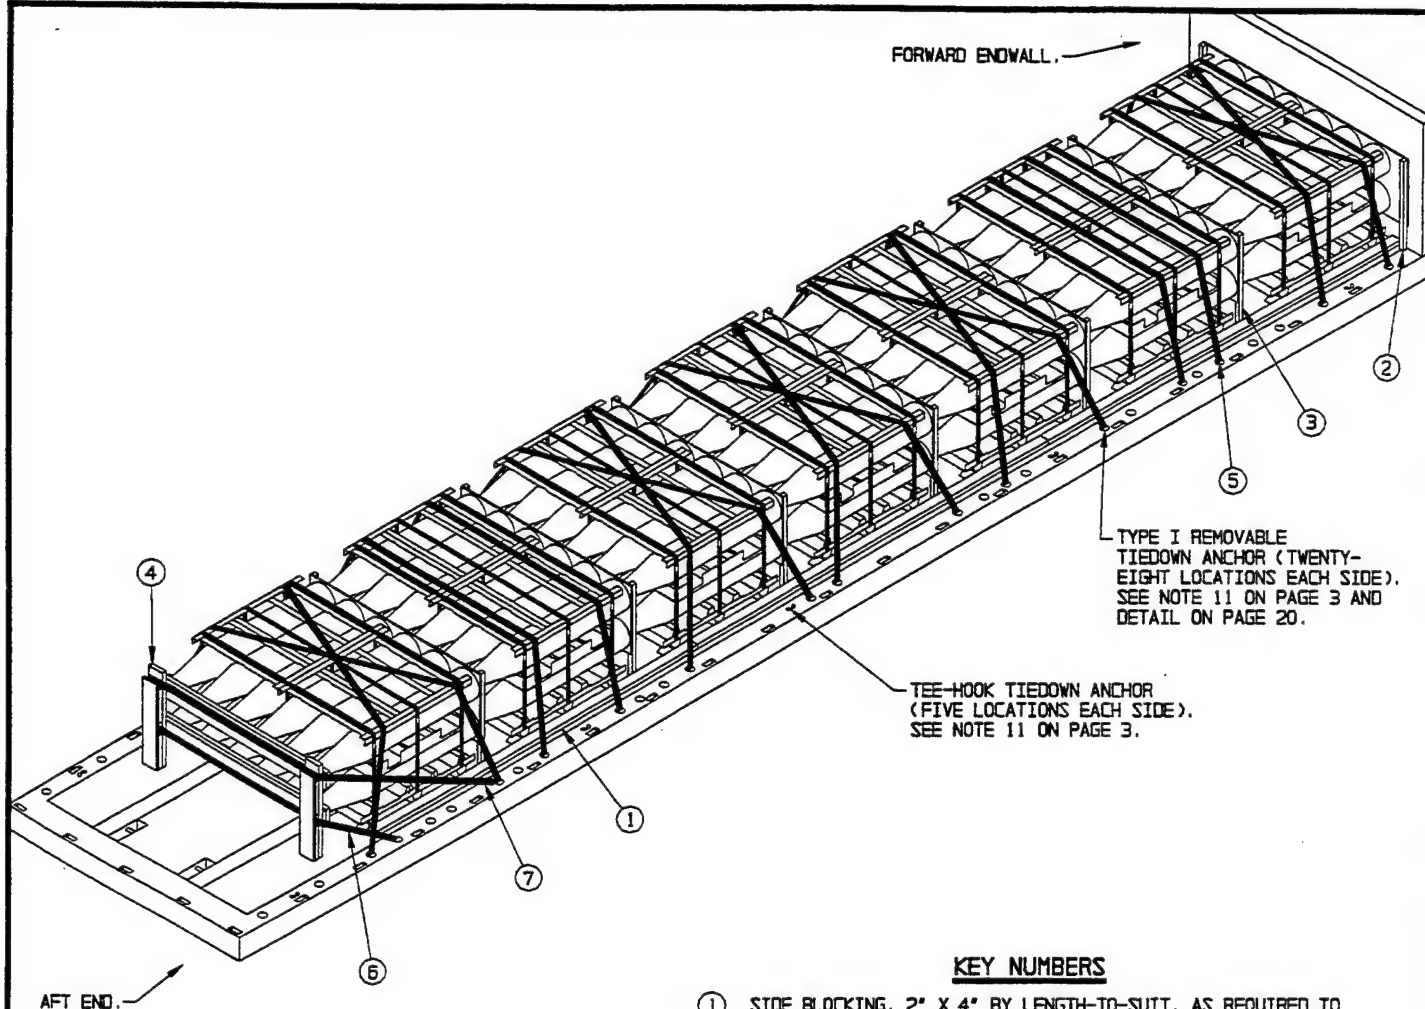 FORWARD ENDWALL.
②
③
⑤
④
TYPE I REMOVABLE
TIEDOWN ANCHOR (TWENTY-
EIGHT LOCATIONS EACH SIDE).
SEE NOTE 11 ON PAGE 3 AND
DETAIL ON PAGE 20.
TEE-HOOK TIEDOWN ANCHOR
(FIVE LOCATIONS EACH SIDE).
SEE NOTE 11 ON PAGE 3.
①
⑦
⑥
AFT END.
KEY NUMBERS
① SIDE BLOCKING, 2" X 4" BY LENGTH-TO-SUIT, AS REQUIRED TO